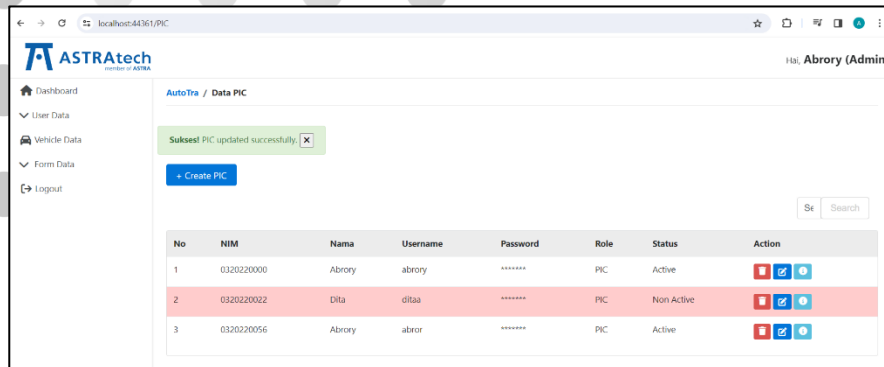 localhost:44361/PIC
ASTRAtech
member of ASTRA
Hai, Abrory (Admin
Dashboard
User Data
Vehicle Data
Form Data
Logout
AutoTra / Data PIC
Sukses! PIC updated successfully.
+ Create PIC
Se Search
No NIM Nama Username Password Role Status Action
1 0320220000 Abrory abrory ******* PIC Active
2 0320220022 Dita ditaa ******* PIC Non Active
3 0320220056 Abrory abror ******* PIC Active